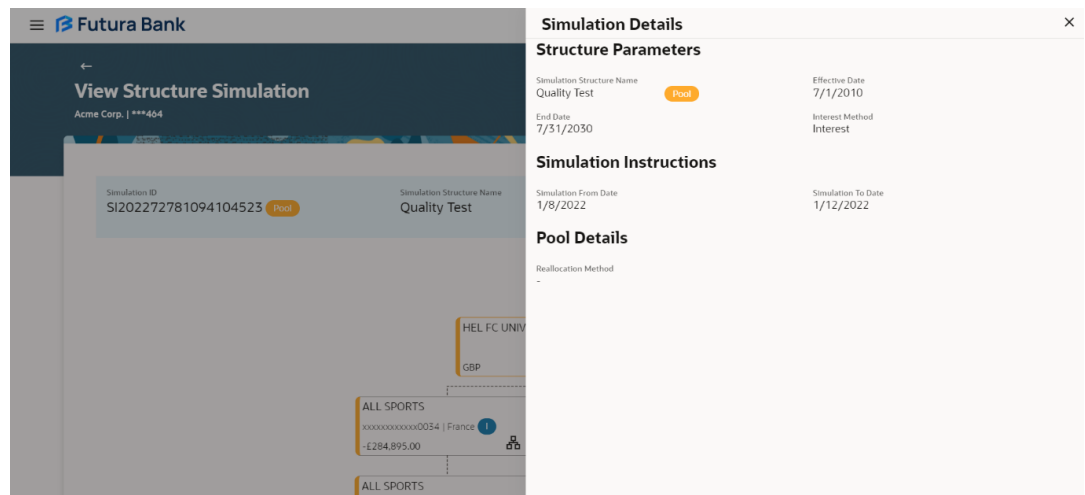 Futura Bank
←
View Structure Simulation
Acme Corp. | ***464
Simulation ID
SI202272781094104523 Pool
Simulation Structure Name
Quality Test
HEL FC UNIV
GBP
ALL SPORTS
xxxxxxxxxxxx0034 | France I
-£284,895.00
ALL SPORTS
Simulation Details
Structure Parameters
Simulation Structure Name
Quality Test Pool
Effective Date
7/1/2010
End Date
7/31/2030
Interest Method
Interest
Simulation Instructions
Simulation From Date
1/8/2022
Simulation To Date
1/12/2022
Pool Details
Reallocation Method
-